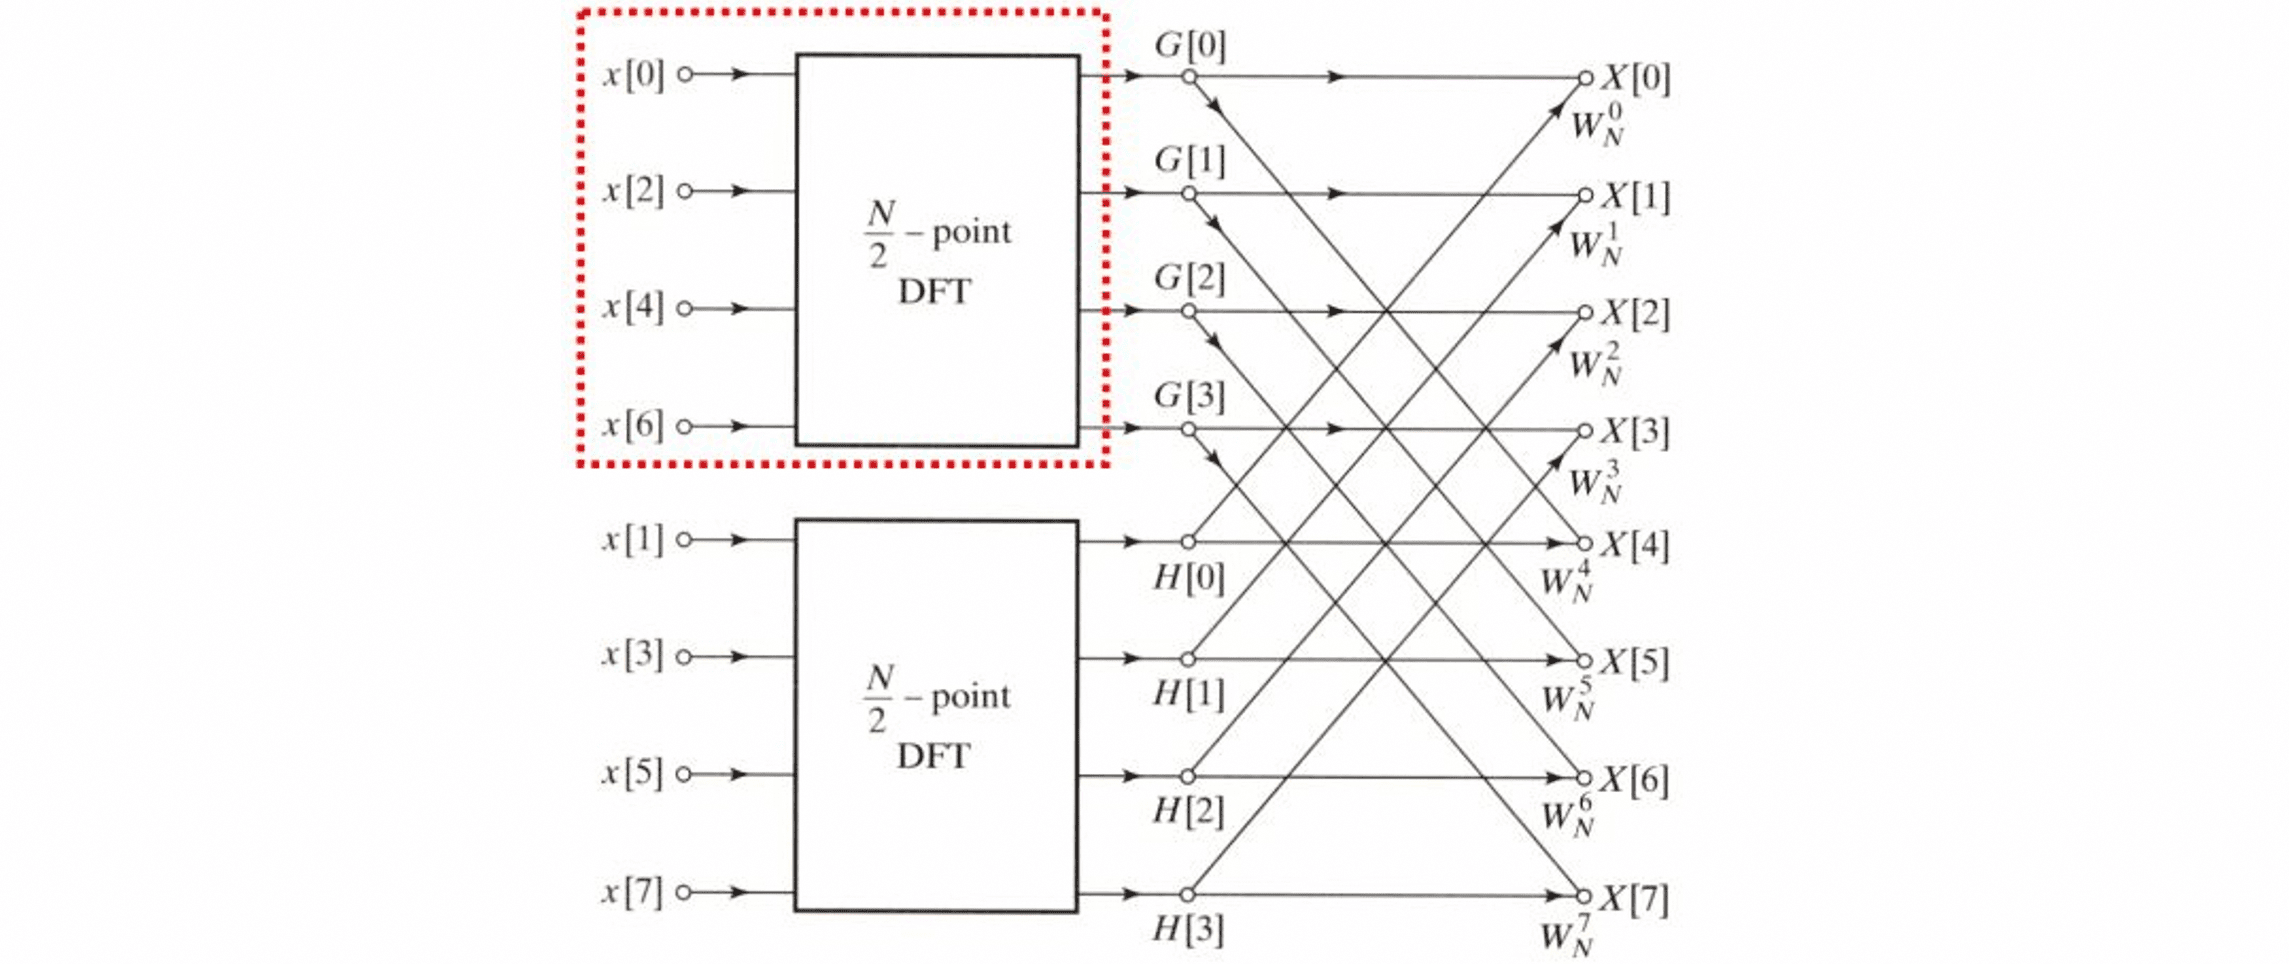 x[0]
x[2]
x[4]
x[6]
N/2 – point
DFT
G[0]
G[1]
G[2]
G[3]
X[0]
W_N^0
X[1]
W_N^1
X[2]
W_N^2
X[3]
W_N^3
x[1]
x[3]
x[5]
x[7]
N/2 – point
DFT
H[0]
H[1]
H[2]
H[3]
X[4]
W_N^4
X[5]
W_N^5
X[6]
W_N^6
X[7]
W_N^7